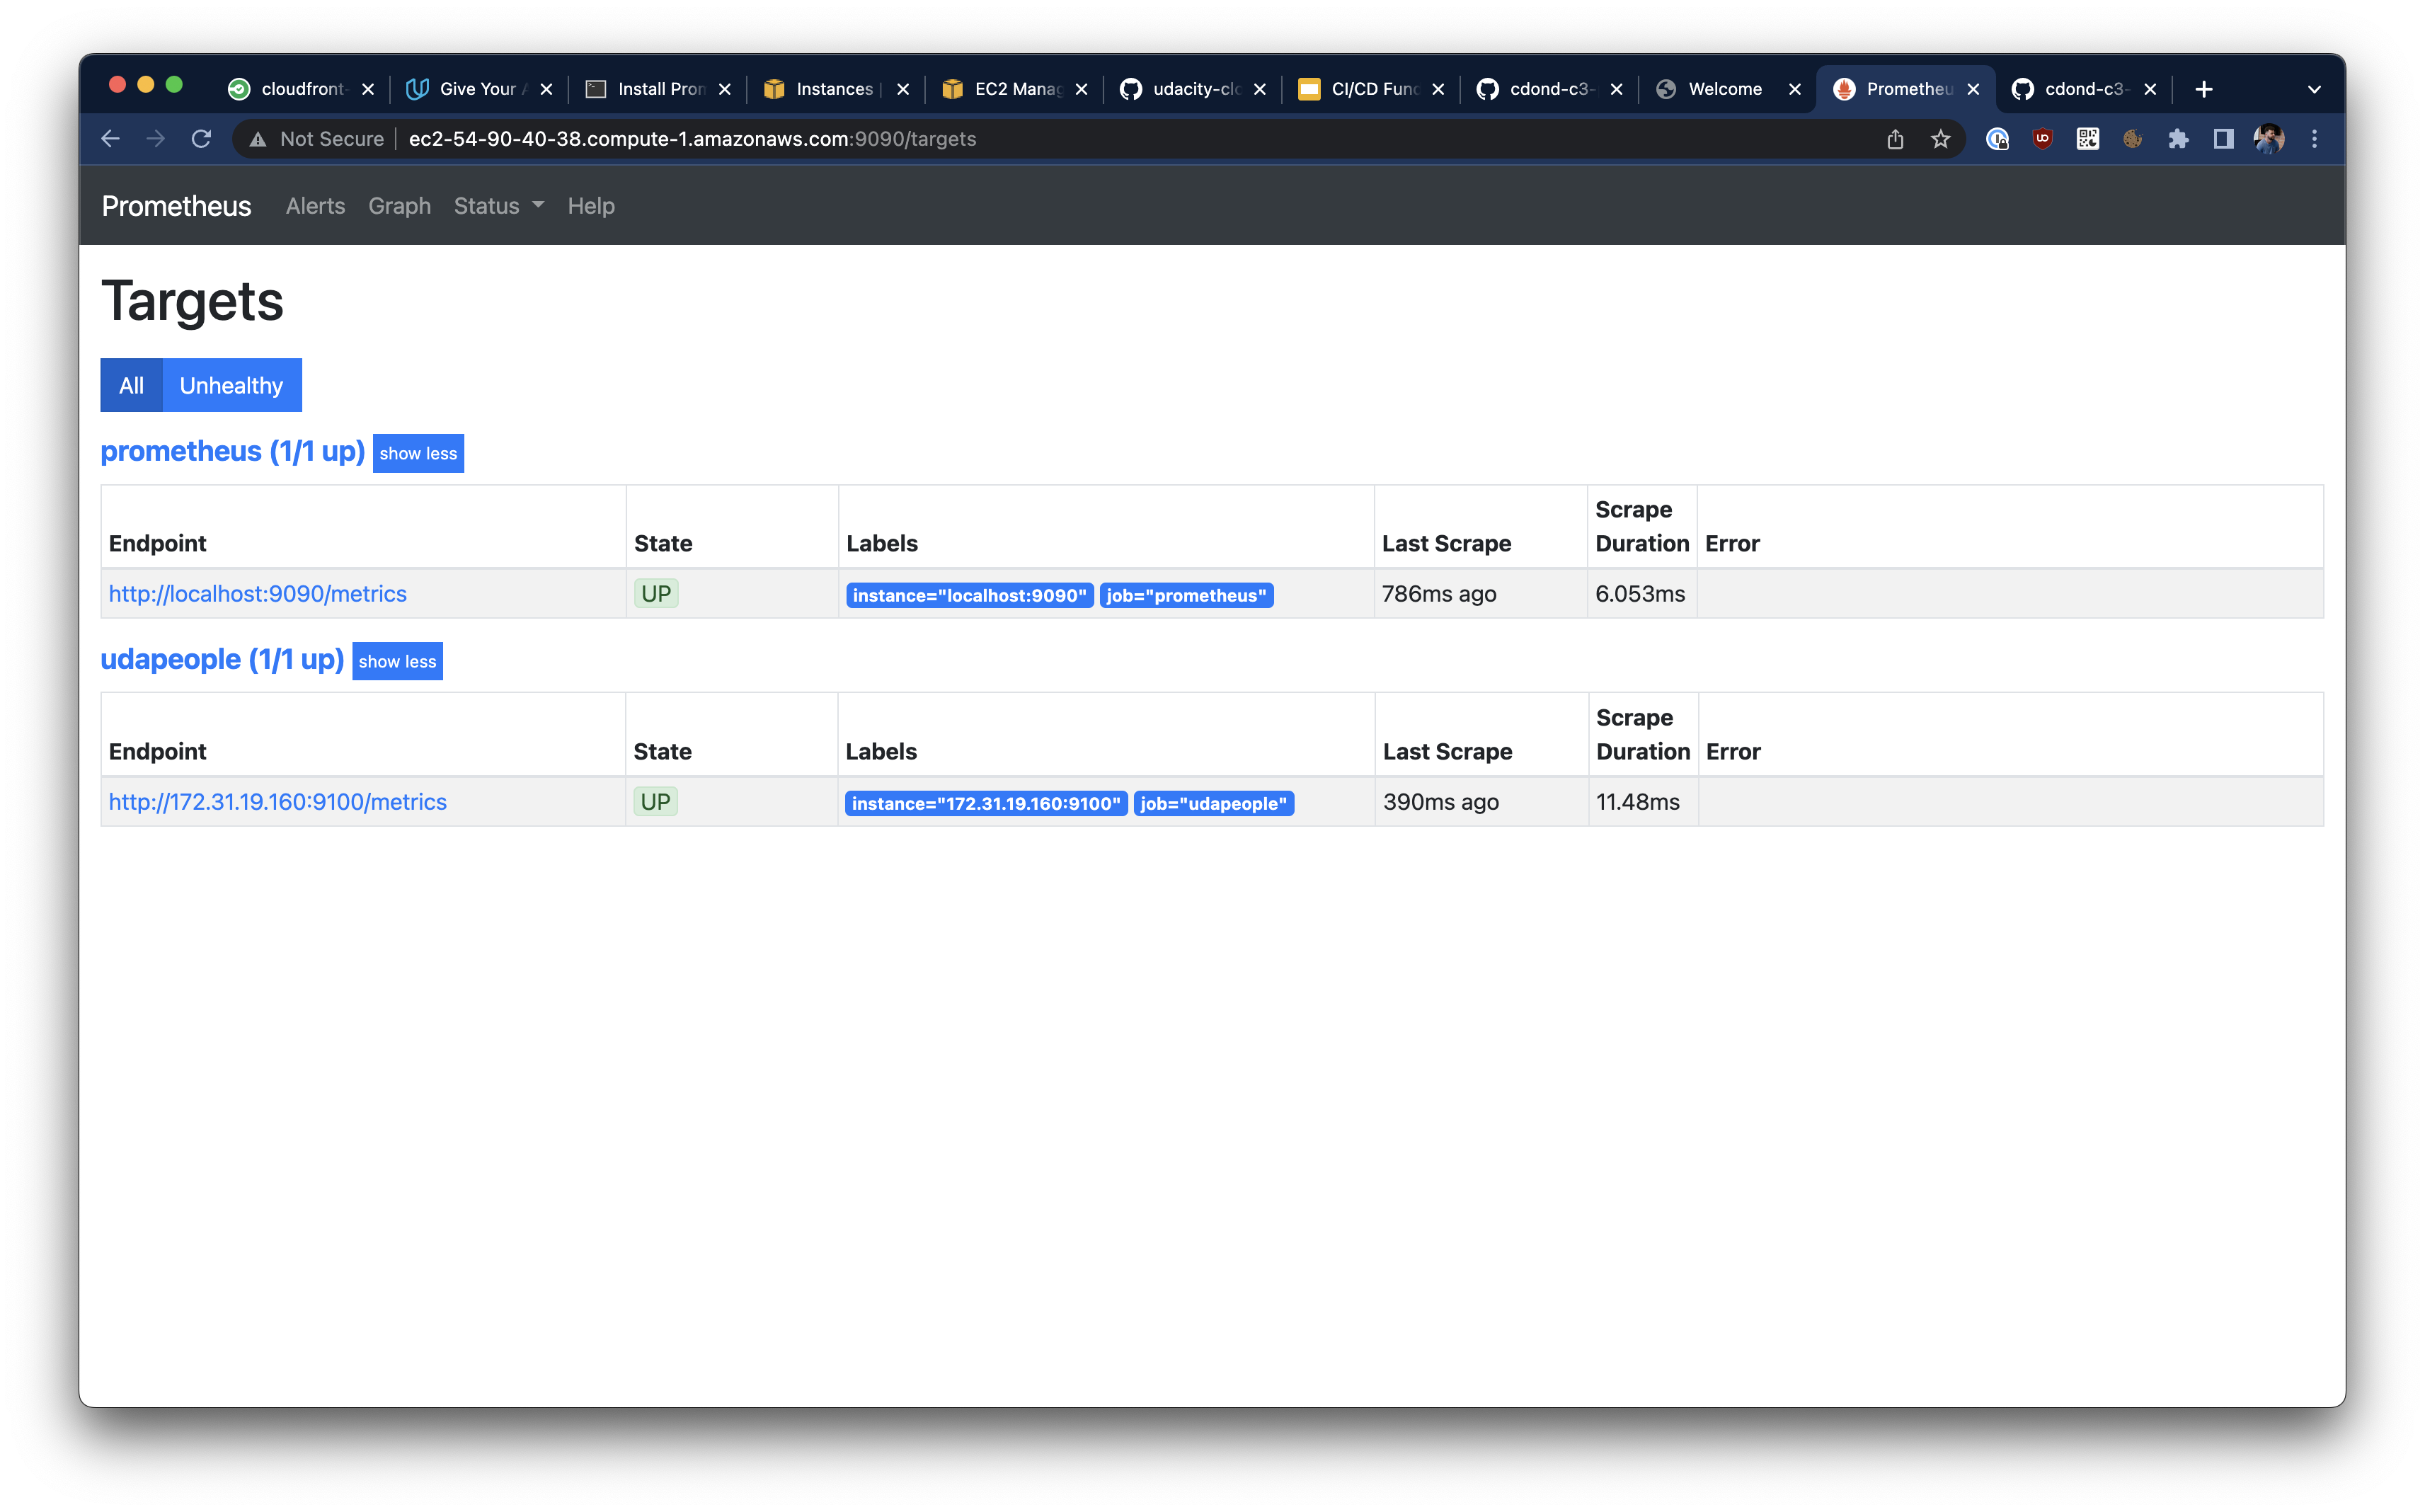 cloudfront- Give Your A Install Prom Instances | EC2 Manag udacity-clo CI/CD Fund cdond-c3- Welcome Prometheu cdond-c3-
Not Secure ec2-54-90-40-38.compute-1.amazonaws.com:9090/targets
Prometheus Alerts Graph Status Help
Targets
All Unhealthy
prometheus (1/1 up) show less
Endpoint State Labels Last Scrape Scrape Duration Error
http://localhost:9090/metrics UP instance="localhost:9090" job="prometheus" 786ms ago 6.053ms
udapeople (1/1 up) show less
Endpoint State Labels Last Scrape Scrape Duration Error
http://172.31.19.160:9100/metrics UP instance="172.31.19.160:9100" job="udapeople" 390ms ago 11.48ms